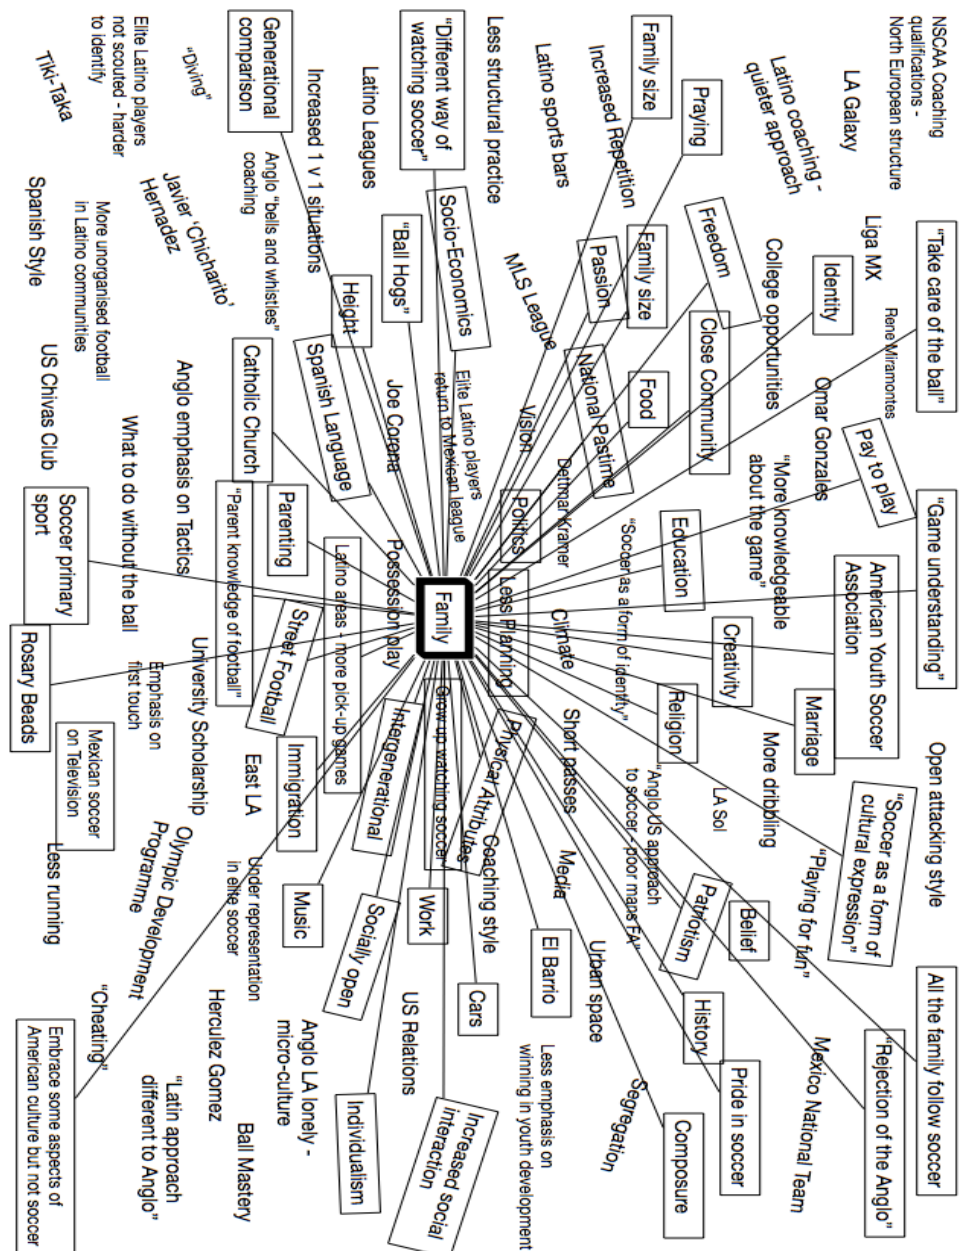 NSCAA Coaching
qualifications -
North European structure
"Take care of the ball"
"Game understanding"
Open attacking style
All the family follow soccer
LA Galaxy
Liga MX
Rene Miramontes
Pay to play
American Youth Soccer
Association
"Soccer as a form of
cultural expression"
"Rejection of the Anglo"
Latino coaching -
quieter approach
Identity
Omar Gonzales
Marriage
"Playing for fun"
Mexico National Team
College opportunities
"More knowledgeable
about the game"
More dribbling
Praying
Freedom
Close Community
Creativity
LA Sol
Belief
Pride in soccer
Family size
Family size
Food
Education
Religion
Patriotism
History
Composure
Increased Repetition
Passion
National Pastime
"Soccer as a form of identity"
"Anglo US approach
to soccer - poor maps FA"
Segregation
Latino sports bars
MLS League
Vision
Dettmar Kramer
Climate
Short passes
Media
Urban space
Less structural practice
Politics
Less Planning
Physical Attributes
El Barrio
Less emphasis on
winning in youth development
"Different way of
watching soccer"
Socio-Economics
Elite Latino players
return to Mexican league
Family
Grow up watching soccer
Coaching style
Cars
Increased social
interaction
Latino Leagues
"Ball Hogs"
Joe Corona
Possession play
Intergenerational
Work
US Relations
Increased 1 v 1 situations
Height
Spanish Language
Latino areas - more pick-up games
Socially open
Individualism
Generational
comparison
Anglo "bells and whistles"
coaching
Catholic Church
Parenting
Street Football
Immigration
Music
Anglo LA lonely -
micro-culture
"Diving"
Javier 'Chicharito'
Hernadez
Anglo emphasis on Tactics
"Parent knowledge of football"
East LA
Under representation
in elite soccer
Herculez Gomez
Ball Mastery
Elite Latino players
not scouted - harder
to identify
More unorganised football
in Latino communities
What to do without the ball
University Scholarship
Emphasis on
first touch
Olympic Development
Programme
"Latin approach
different to Anglo"
Tiki-Taka
Spanish Style
US Chivas Club
Soccer primary
sport
Rosary Beads
Mexican soccer
on Television
Less running
"Cheating"
Embrace some aspects of
American culture but not soccer